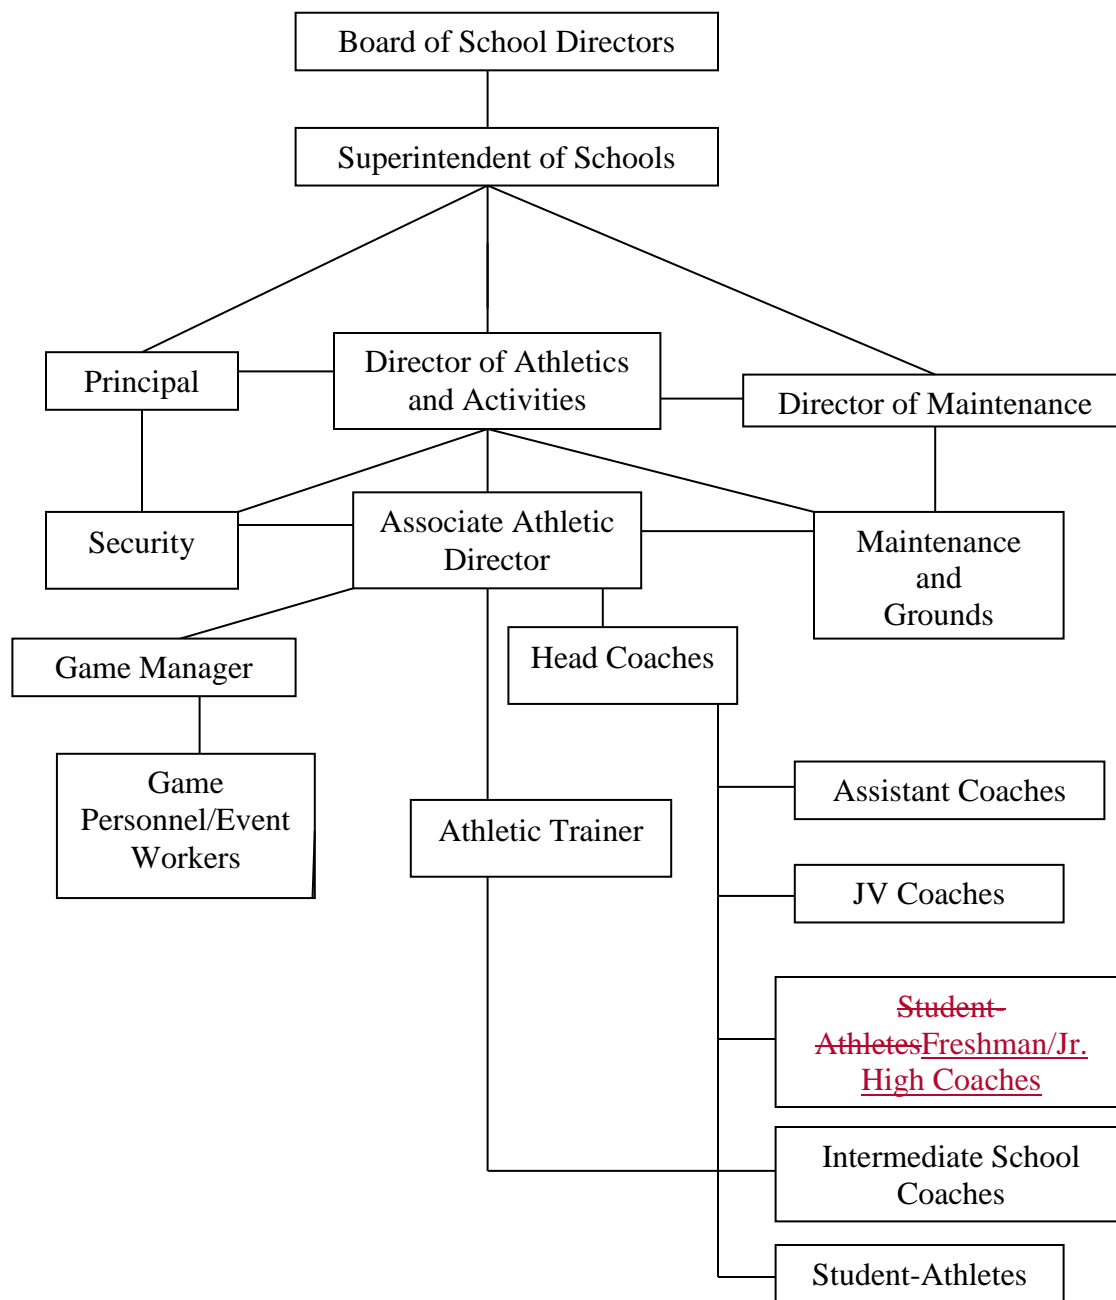 Board of School Directors
Superintendent of Schools
Principal
Director of Athletics
and Activities
Director of Maintenance
Security
Associate Athletic
Director
Maintenance
and
Grounds
Game Manager
Head Coaches
Game
Personnel/Event
Workers
Athletic Trainer
Assistant Coaches
JV Coaches
Student-
AthletesFreshman/Jr.
High Coaches
Intermediate School
Coaches
Student-Athletes